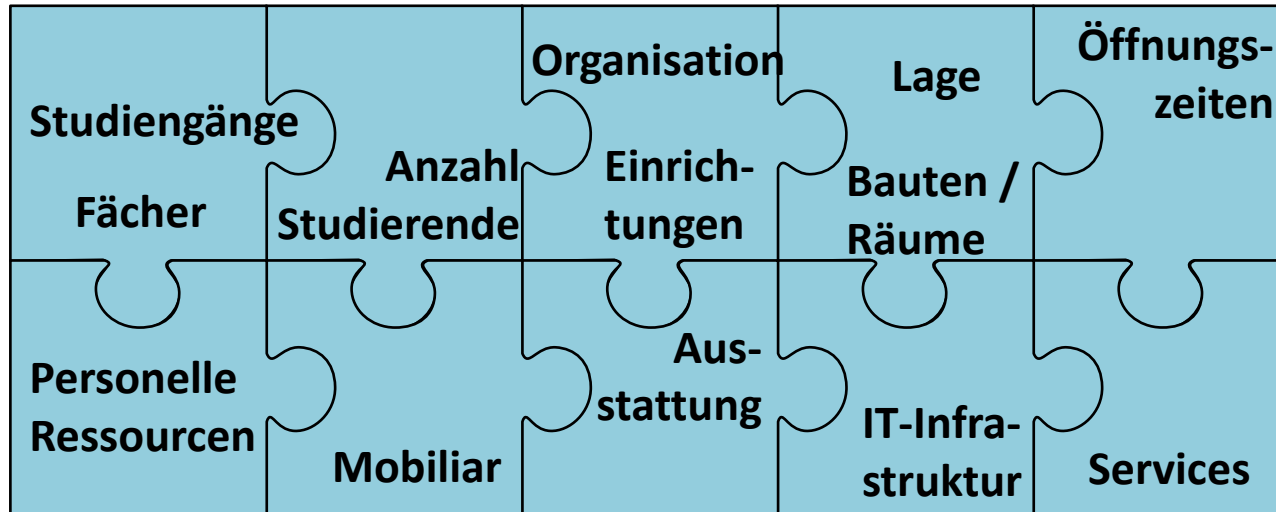 Studiengänge
Fächer
Anzahl
Studierende
Organisation
Einrich-
tungen
Lage
Bauten /
Räume
Öffnungs-
zeiten
Personelle
Ressourcen
Mobiliar
Aus-
stattung
IT-Infra-
struktur
Services